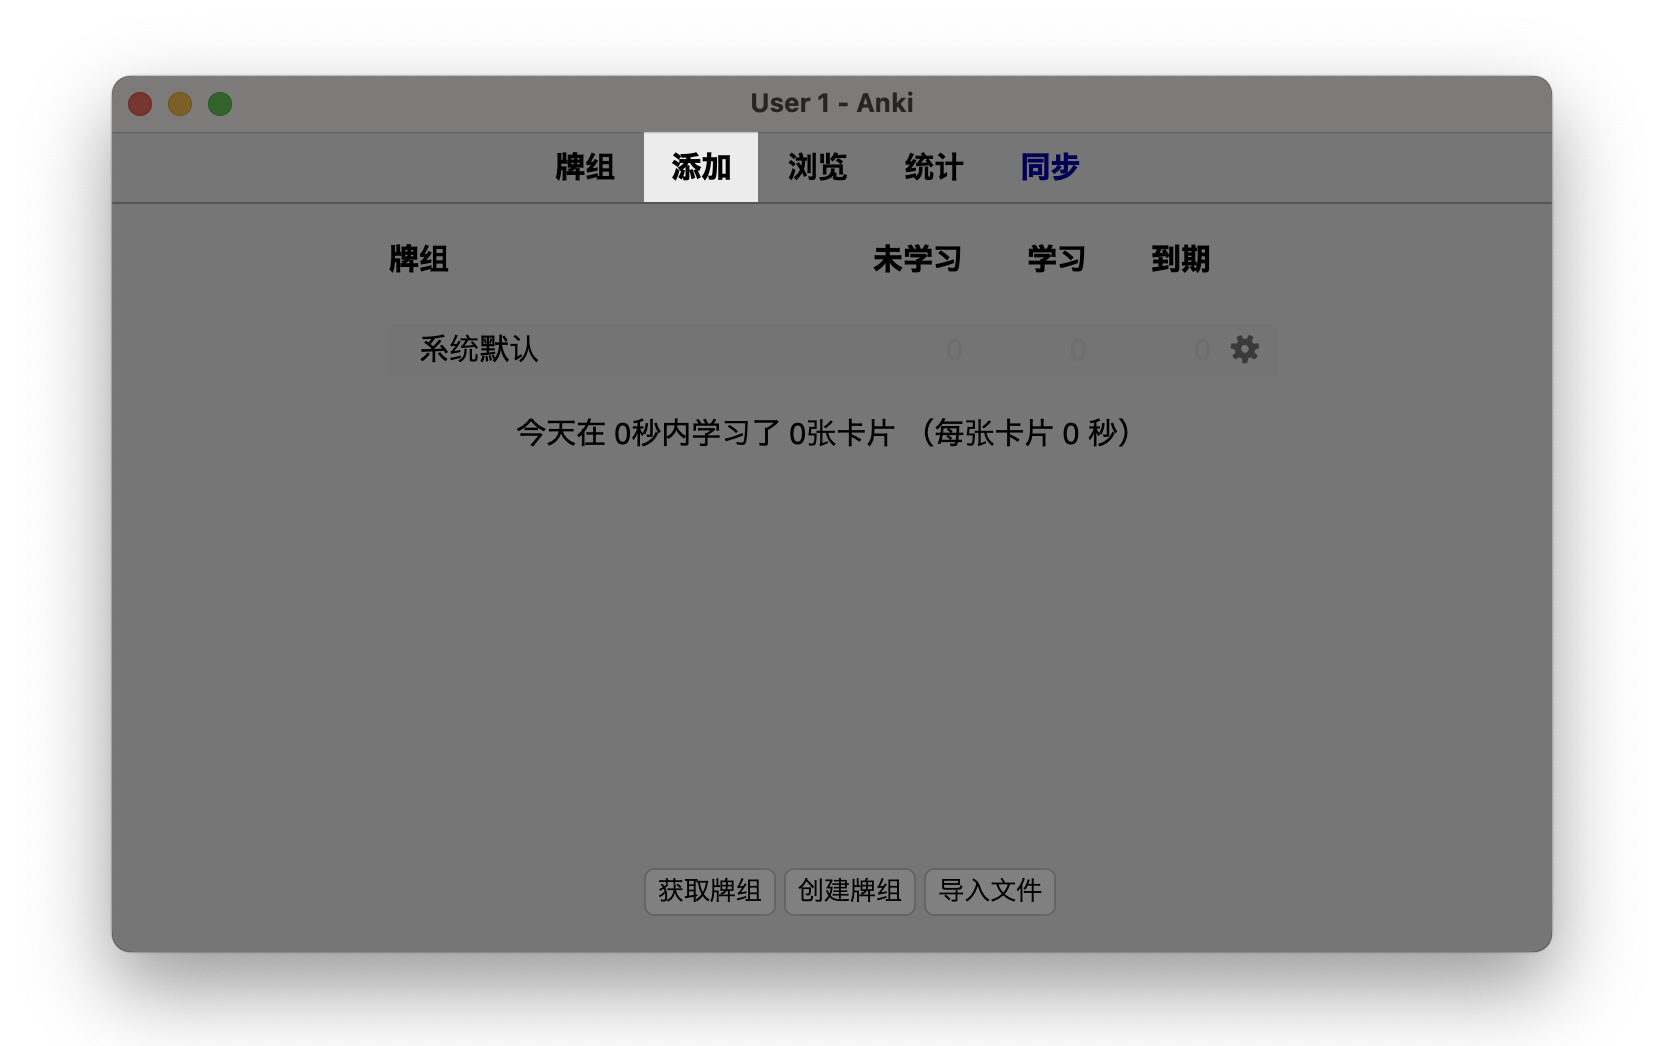 User 1 - Anki
牌组 添加 浏览 统计 同步
牌组 未学习 学习 到期
系统默认 0 0 0
今天在 0秒内学习了 0张卡片 （每张卡片 0 秒）
获取牌组 创建牌组 导入文件